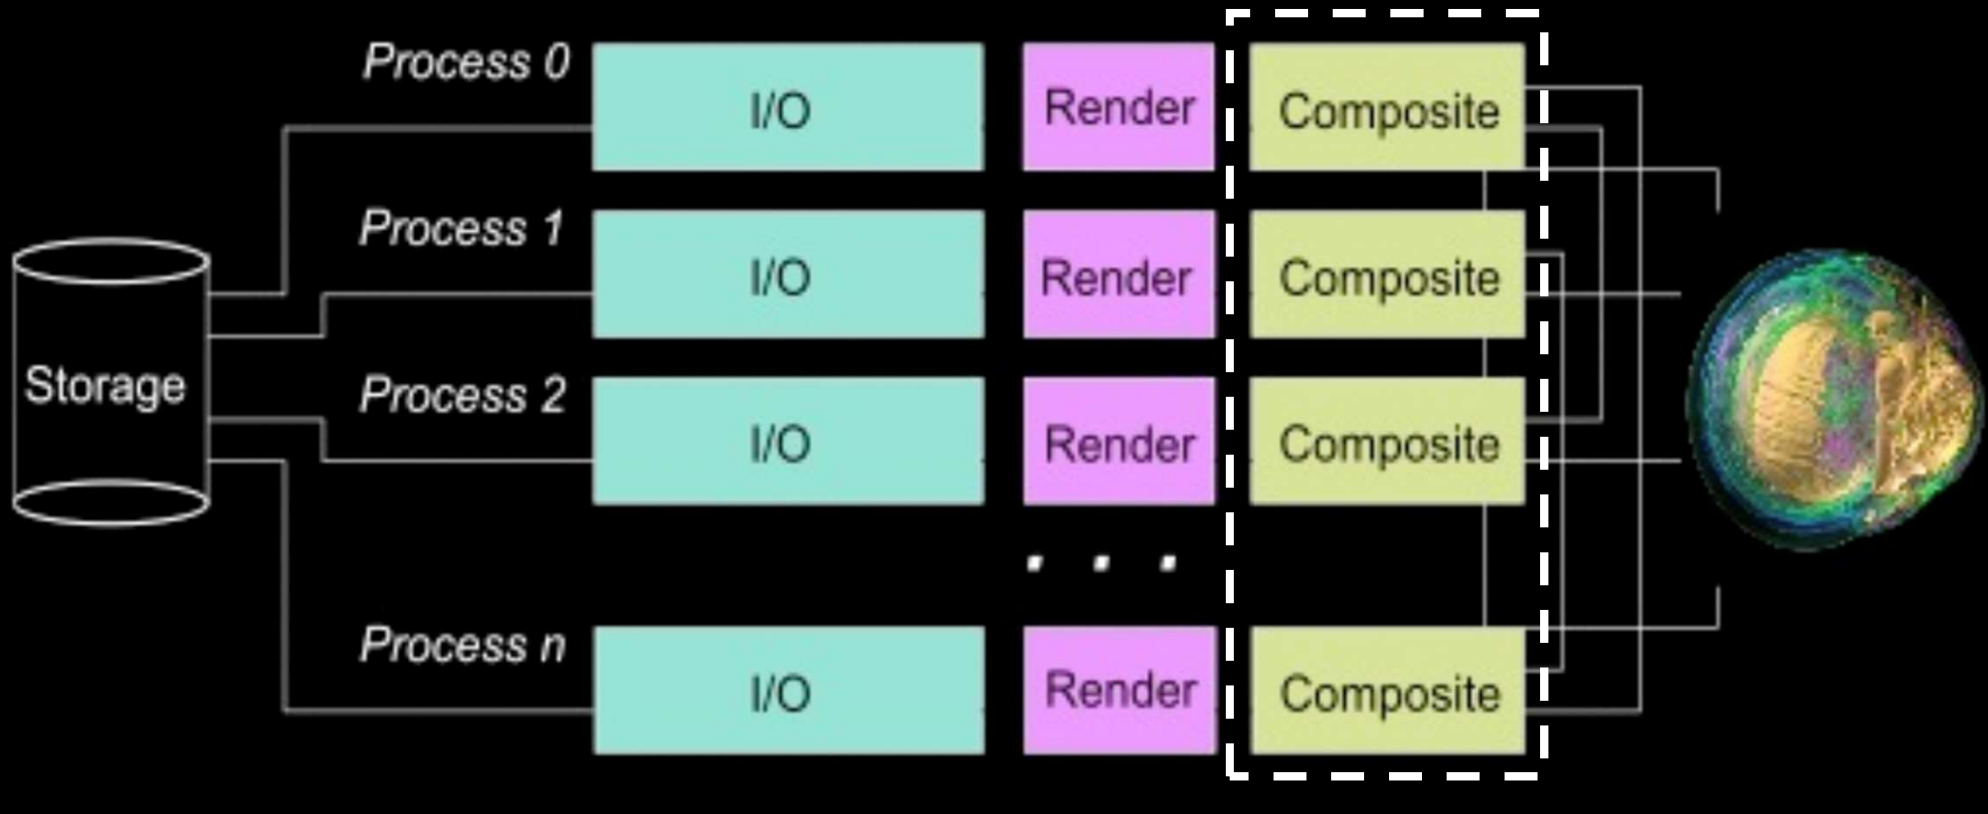 Process 0
I/O
Render
Composite
Process 1
I/O
Render
Composite
Storage
Process 2
I/O
Render
Composite
. . .
Process n
I/O
Render
Composite